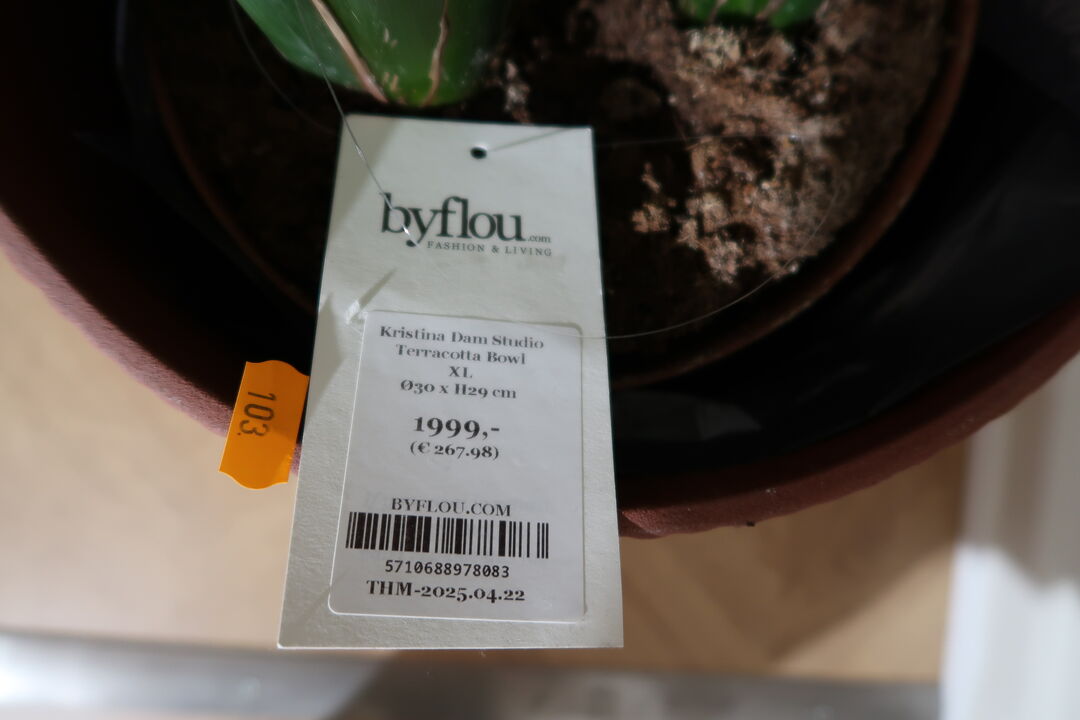 byflou.com
FASHION & LIVING
Kristina Dam Studio
Terracotta Bowl
XL
Ø30 x H29 cm
1999,-
(€ 267.98)
BYFLOU.COM
5710688978083
THM-2025.04.22
103.